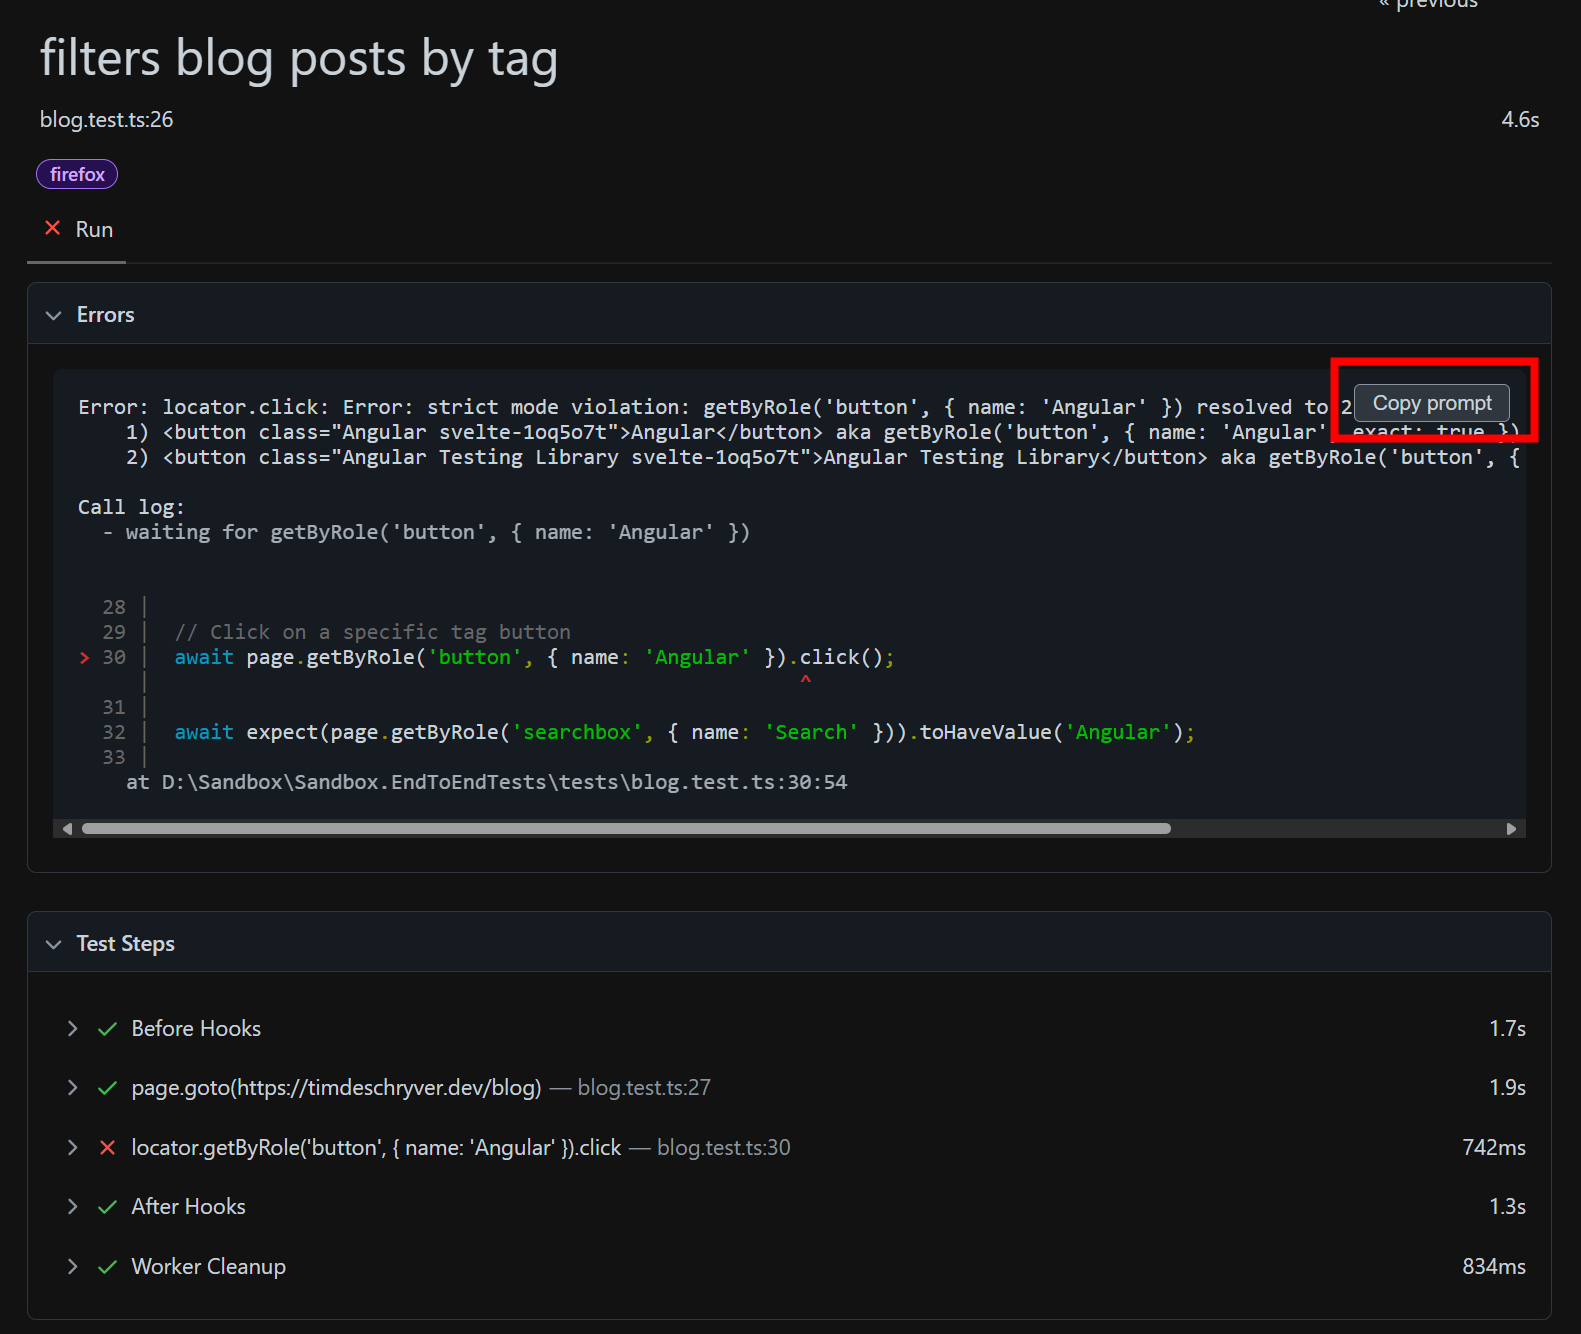 « previous
filters blog posts by tag
blog.test.ts:26 4.6s
firefox
Run
Errors
Copy prompt
Error: locator.click: Error: strict mode violation: getByRole('button', { name: 'Angular' }) resolved to 2
1) <button class="Angular svelte-1oq5o7t">Angular</button> aka getByRole('button', { name: 'Angular', exact: true })
2) <button class="Angular Testing Library svelte-1oq5o7t">Angular Testing Library</button> aka getByRole('button', {
Call log:
- waiting for getByRole('button', { name: 'Angular' })
28 |
29 | // Click on a specific tag button
> 30 | await page.getByRole('button', { name: 'Angular' }).click();
| ^
31 |
32 | await expect(page.getByRole('searchbox', { name: 'Search' })).toHaveValue('Angular');
33 |
at D:\Sandbox\Sandbox.EndToEndTests\tests\blog.test.ts:30:54
Test Steps
Before Hooks 1.7s
page.goto(https://timdeschryver.dev/blog) — blog.test.ts:27 1.9s
locator.getByRole('button', { name: 'Angular' }).click — blog.test.ts:30 742ms
After Hooks 1.3s
Worker Cleanup 834ms